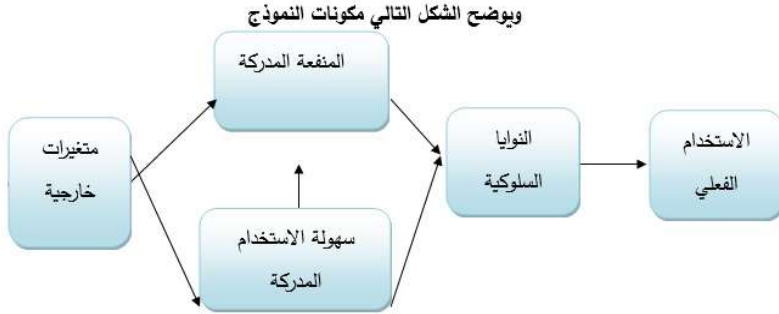 ويوضح الشكل التالي مكونات النموذج
المنفعة المدركة
متغيرات
خارجية
سهولة الاستخدام
المدركة
النوايا
السلوكية
الاستخدام
الفعلي